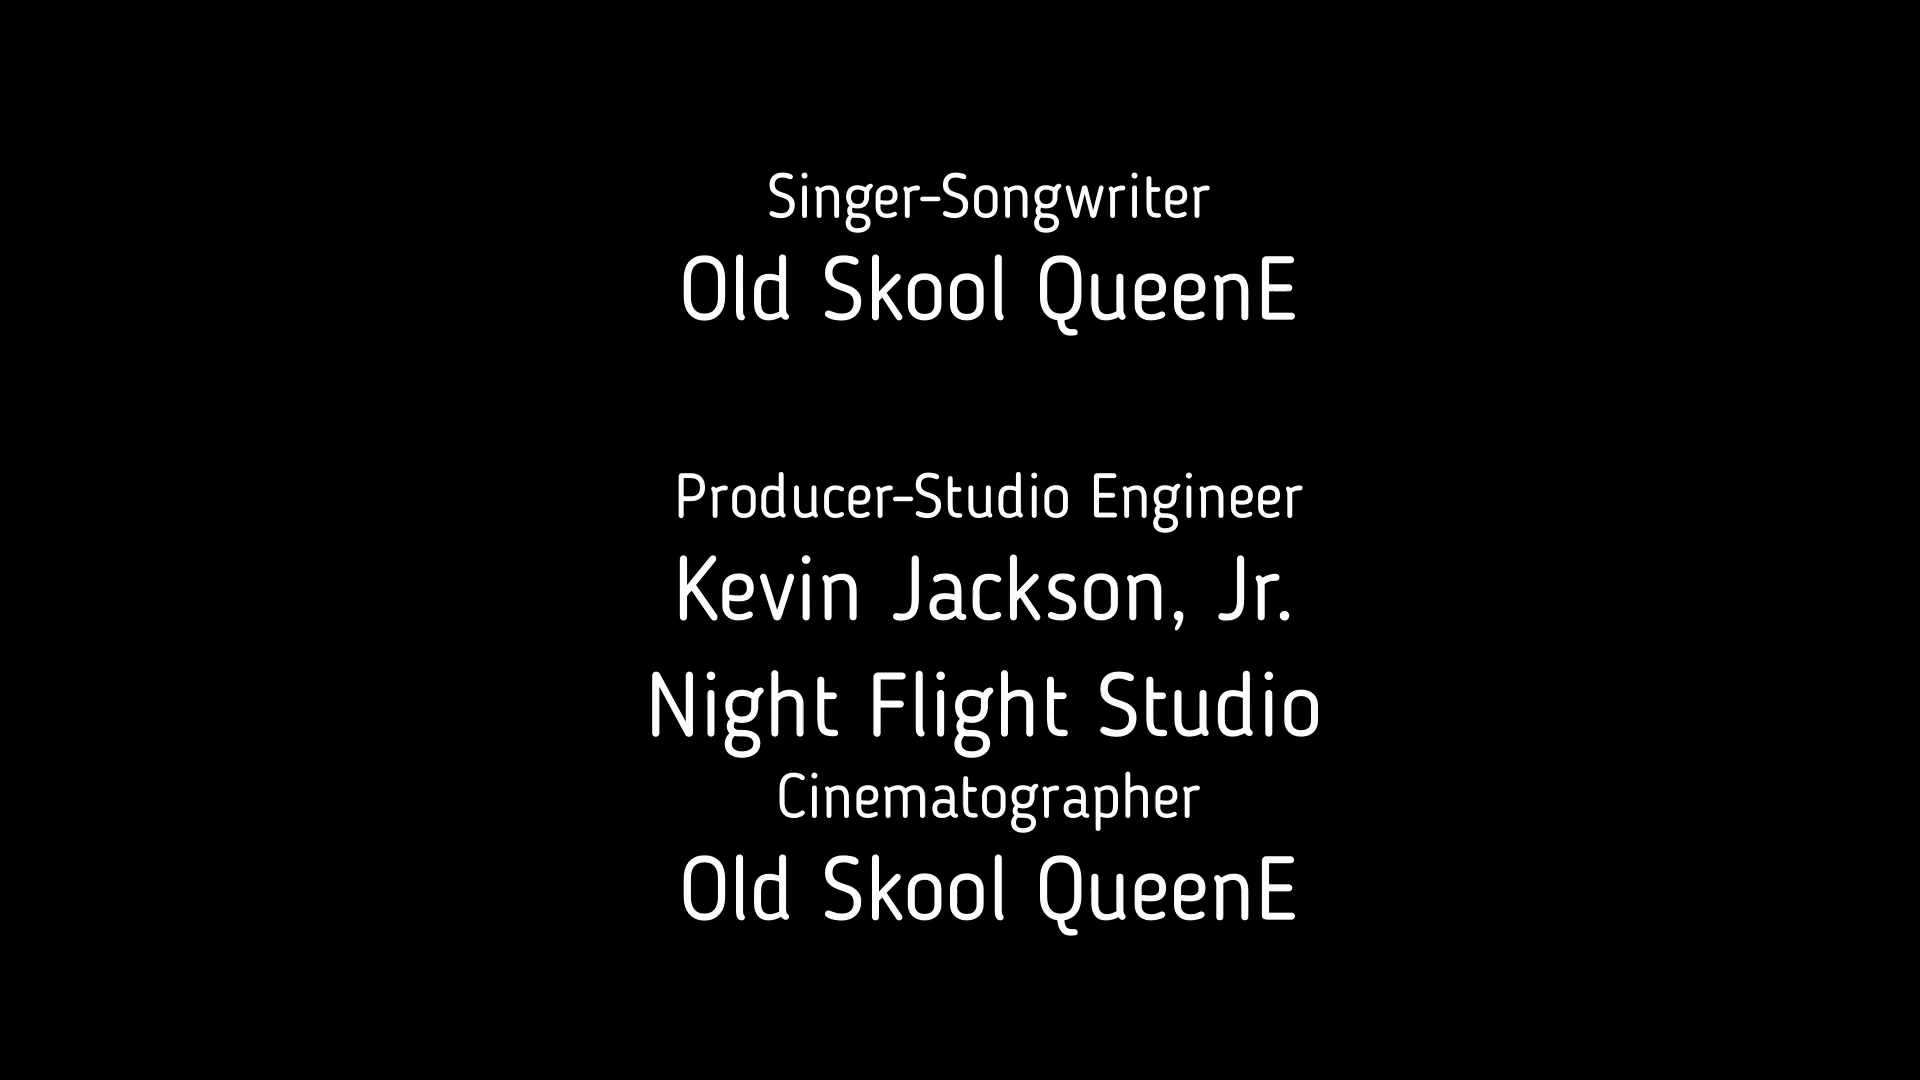 Singer-Songwriter
Old Skool QueenE
Producer-Studio Engineer
Kevin Jackson, Jr.
Night Flight Studio
Cinematographer
Old Skool QueenE